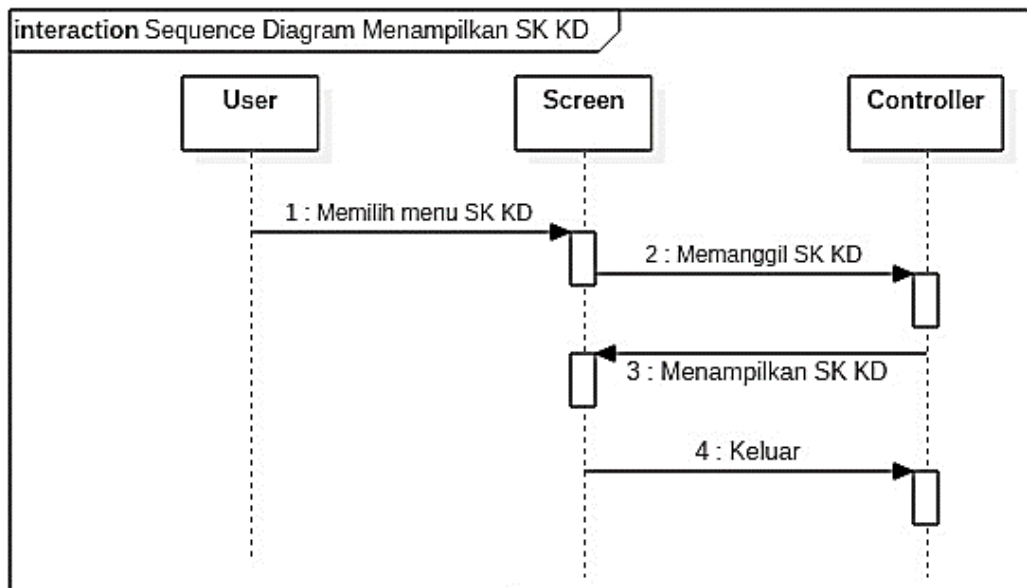 interaction Sequence Diagram Menampilkan SK KD
User
Screen
Controller
1 : Memilih menu SK KD
2 : Memanggil SK KD
3 : Menampilkan SK KD
4 : Keluar